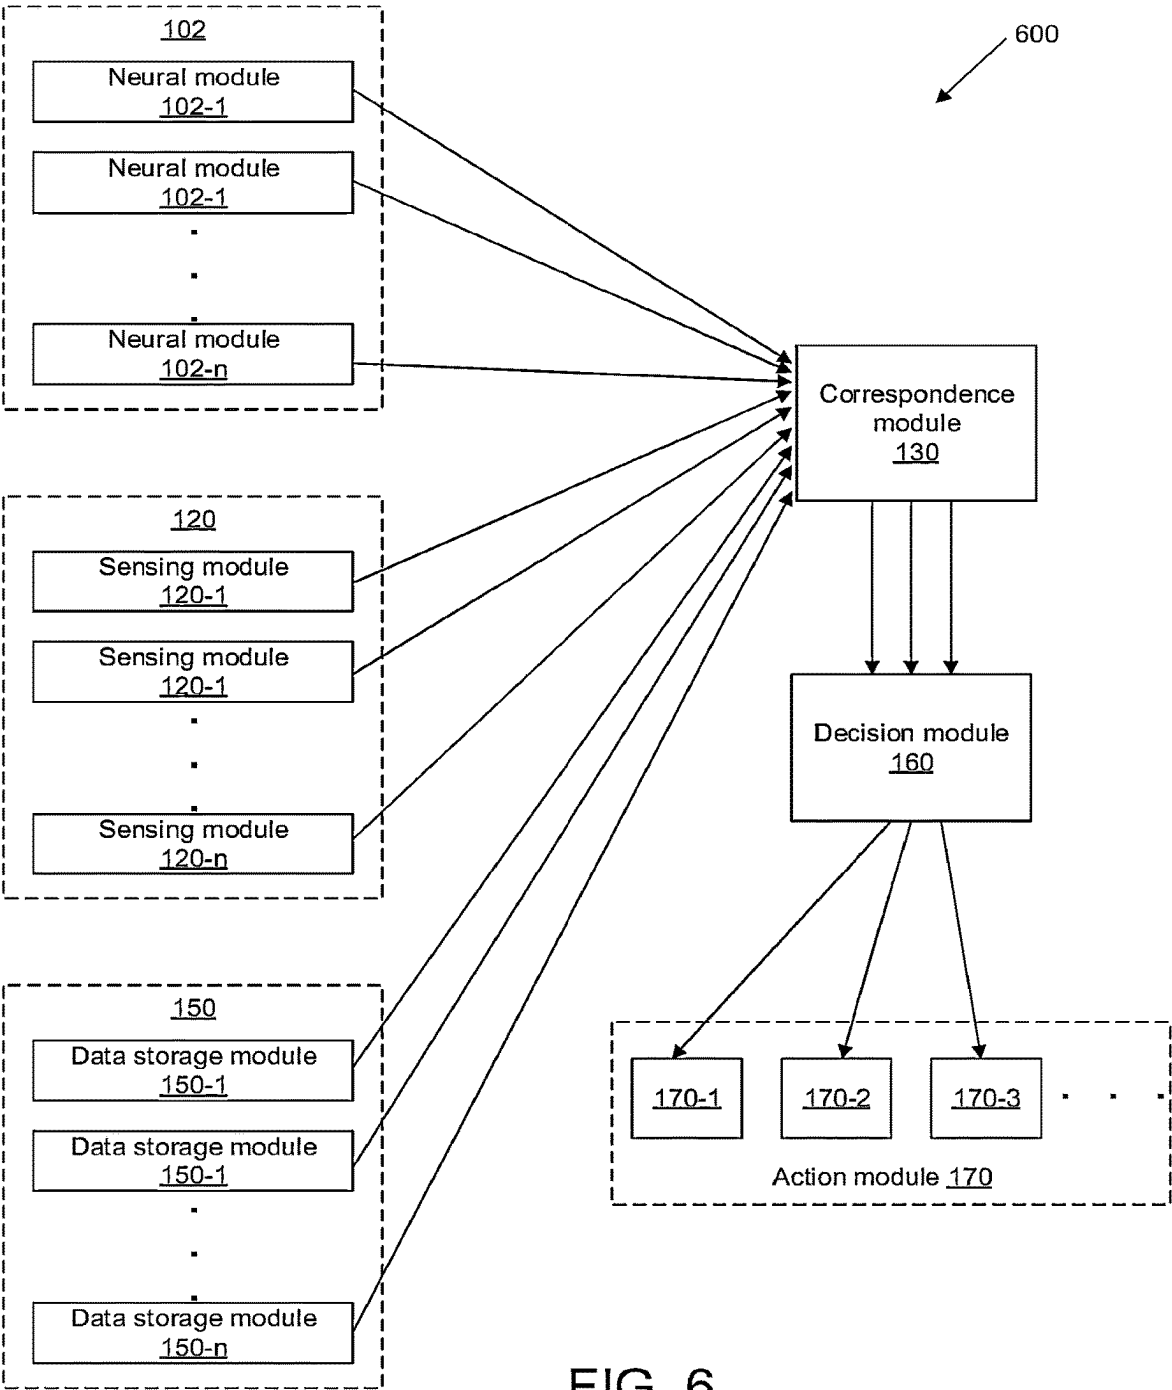 102
600
Neural module
102-1
Neural module
102-1
Neural module
102-n
Correspondence
module
130
120
Sensing module
120-1
Sensing module
120-1
Sensing module
120-n
Decision module
160
150
Data storage module
150-1
Data storage module
150-1
Data storage module
150-n
170-1
170-2
170-3
Action module 170
FIG. 6